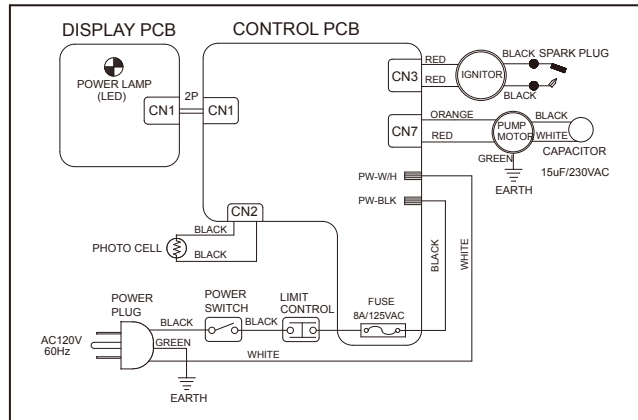 DISPLAY PCB
CONTROL PCB
POWER LAMP
(LED)
CN1
2P
CN1
CN3
RED
RED
IGNITOR
BLACK
SPARK PLUG
BLACK
CN7
ORANGE
RED
PUMP
MOTOR
BLACK
WHITE
CAPACITOR
15uF/230VAC
GREEN
EARTH
PW-W/H
PW-BLK
BLACK
WHITE
CN2
BLACK
BLACK
PHOTO CELL
POWER
PLUG
AC120V
60Hz
BLACK
GREEN
WHITE
EARTH
POWER
SWITCH
BLACK
LIMIT
CONTROL
FUSE
8A/125VAC